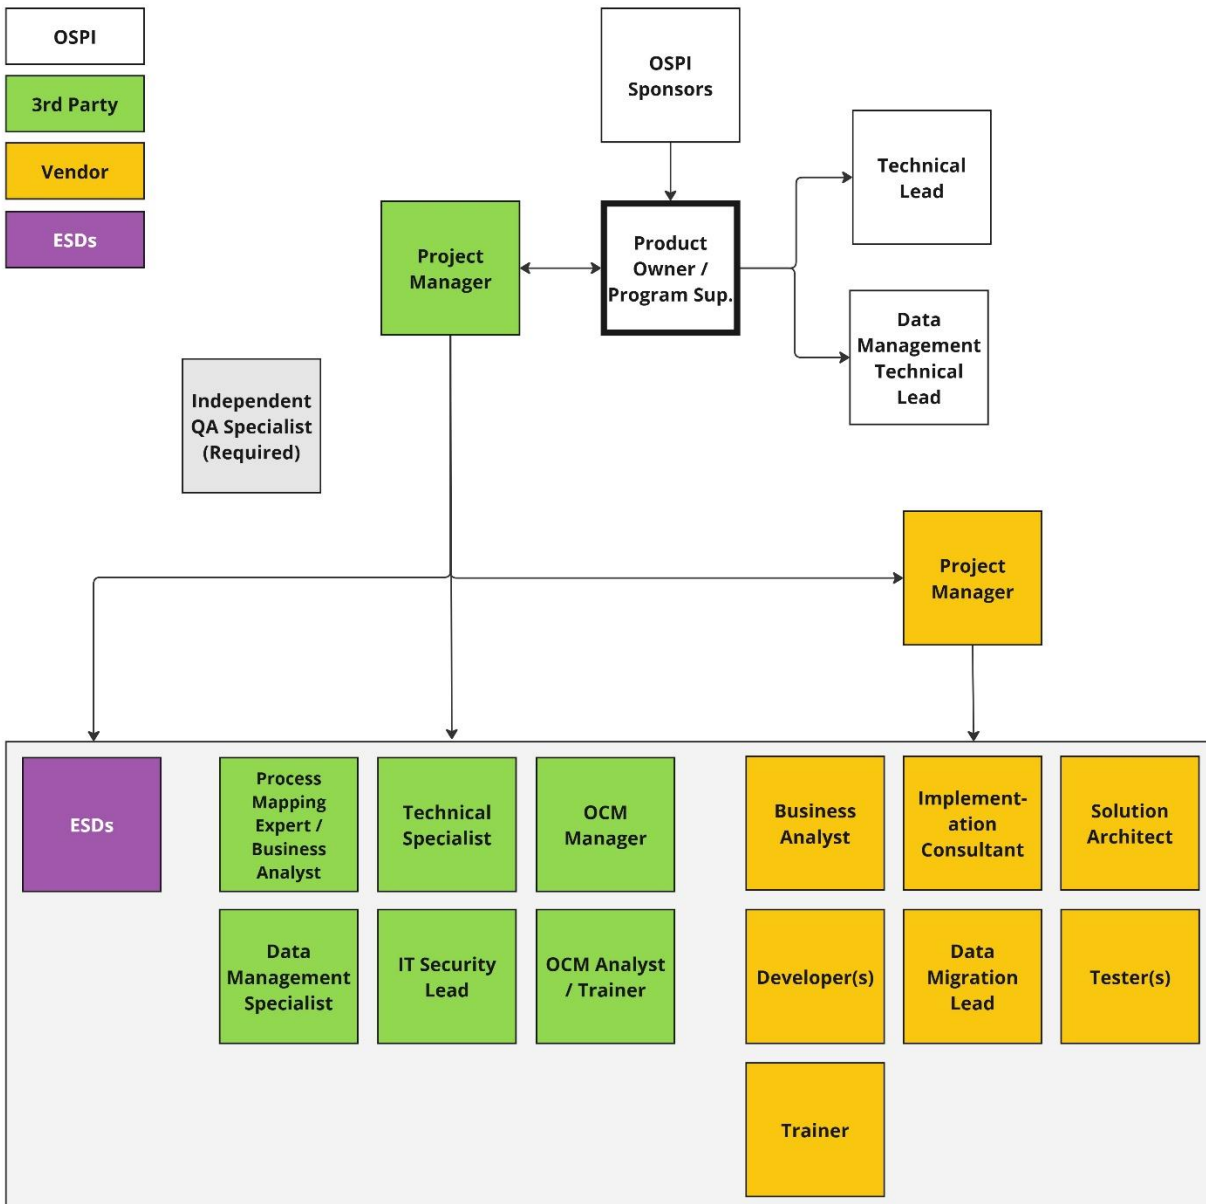 OSPI
3rd Party
Vendor
ESDs
OSPI
Sponsors
Technical
Lead
Project
Manager
Product
Owner /
Program Sup.
Data
Management
Technical
Lead
Independent
QA Specialist
(Required)
Project
Manager
ESDs
Process
Mapping
Expert /
Business
Analyst
Technical
Specialist
OCM
Manager
Business
Analyst
Implement-
ation
Consultant
Solution
Architect
Data
Management
Specialist
IT Security
Lead
OCM Analyst
/ Trainer
Developer(s)
Data
Migration
Lead
Tester(s)
Trainer